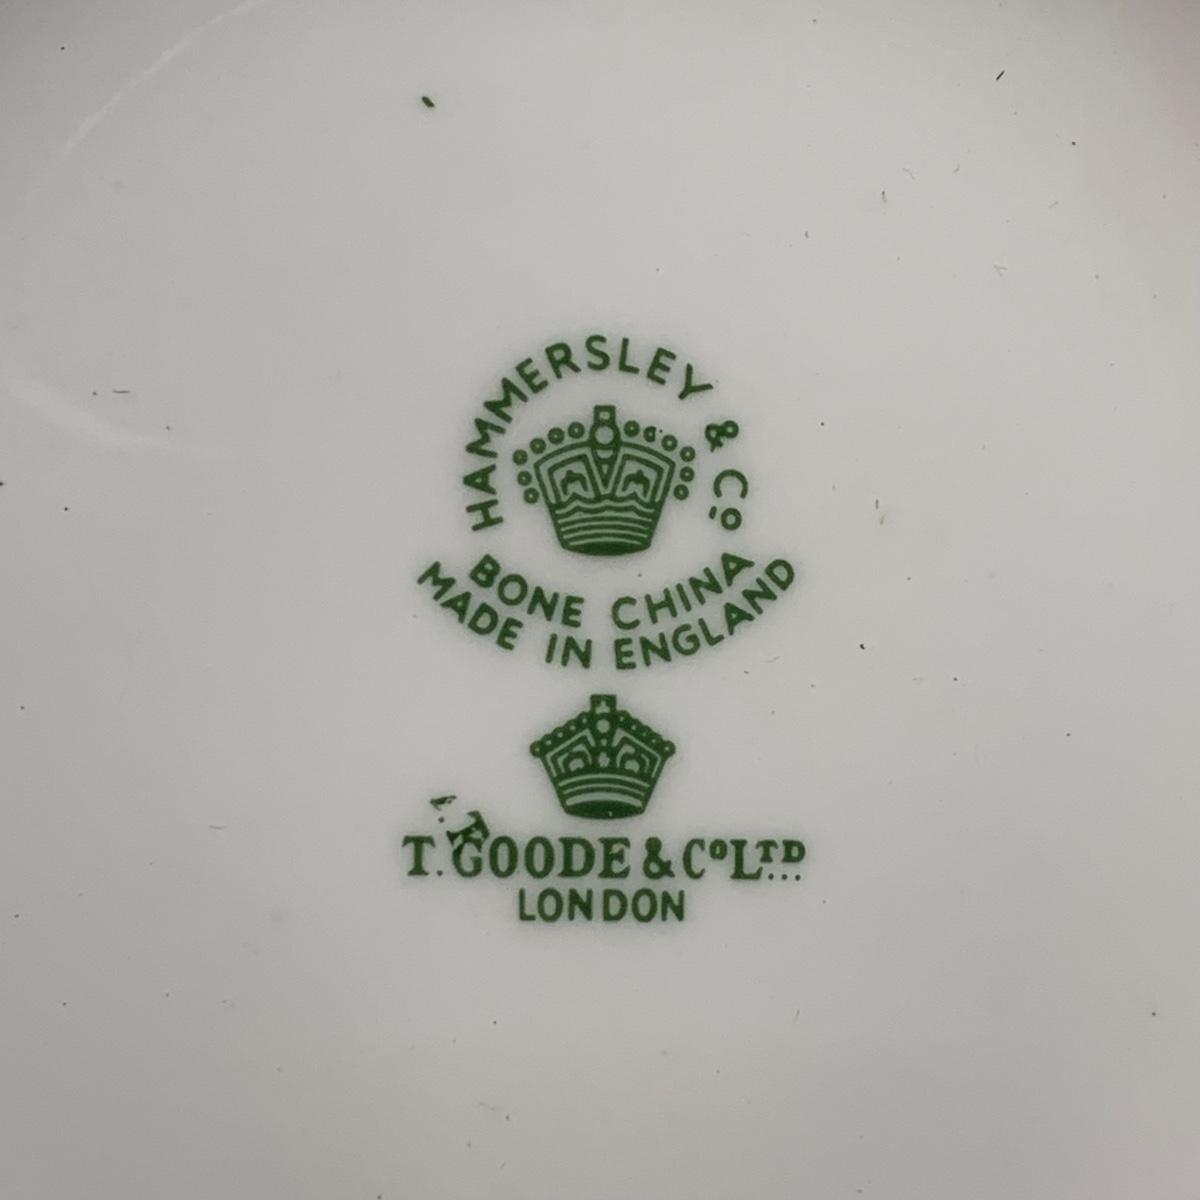 HAMMERSLEY & Co
BONE CHINA
MADE IN ENGLAND
T. GOODE & Co LTD
LONDON